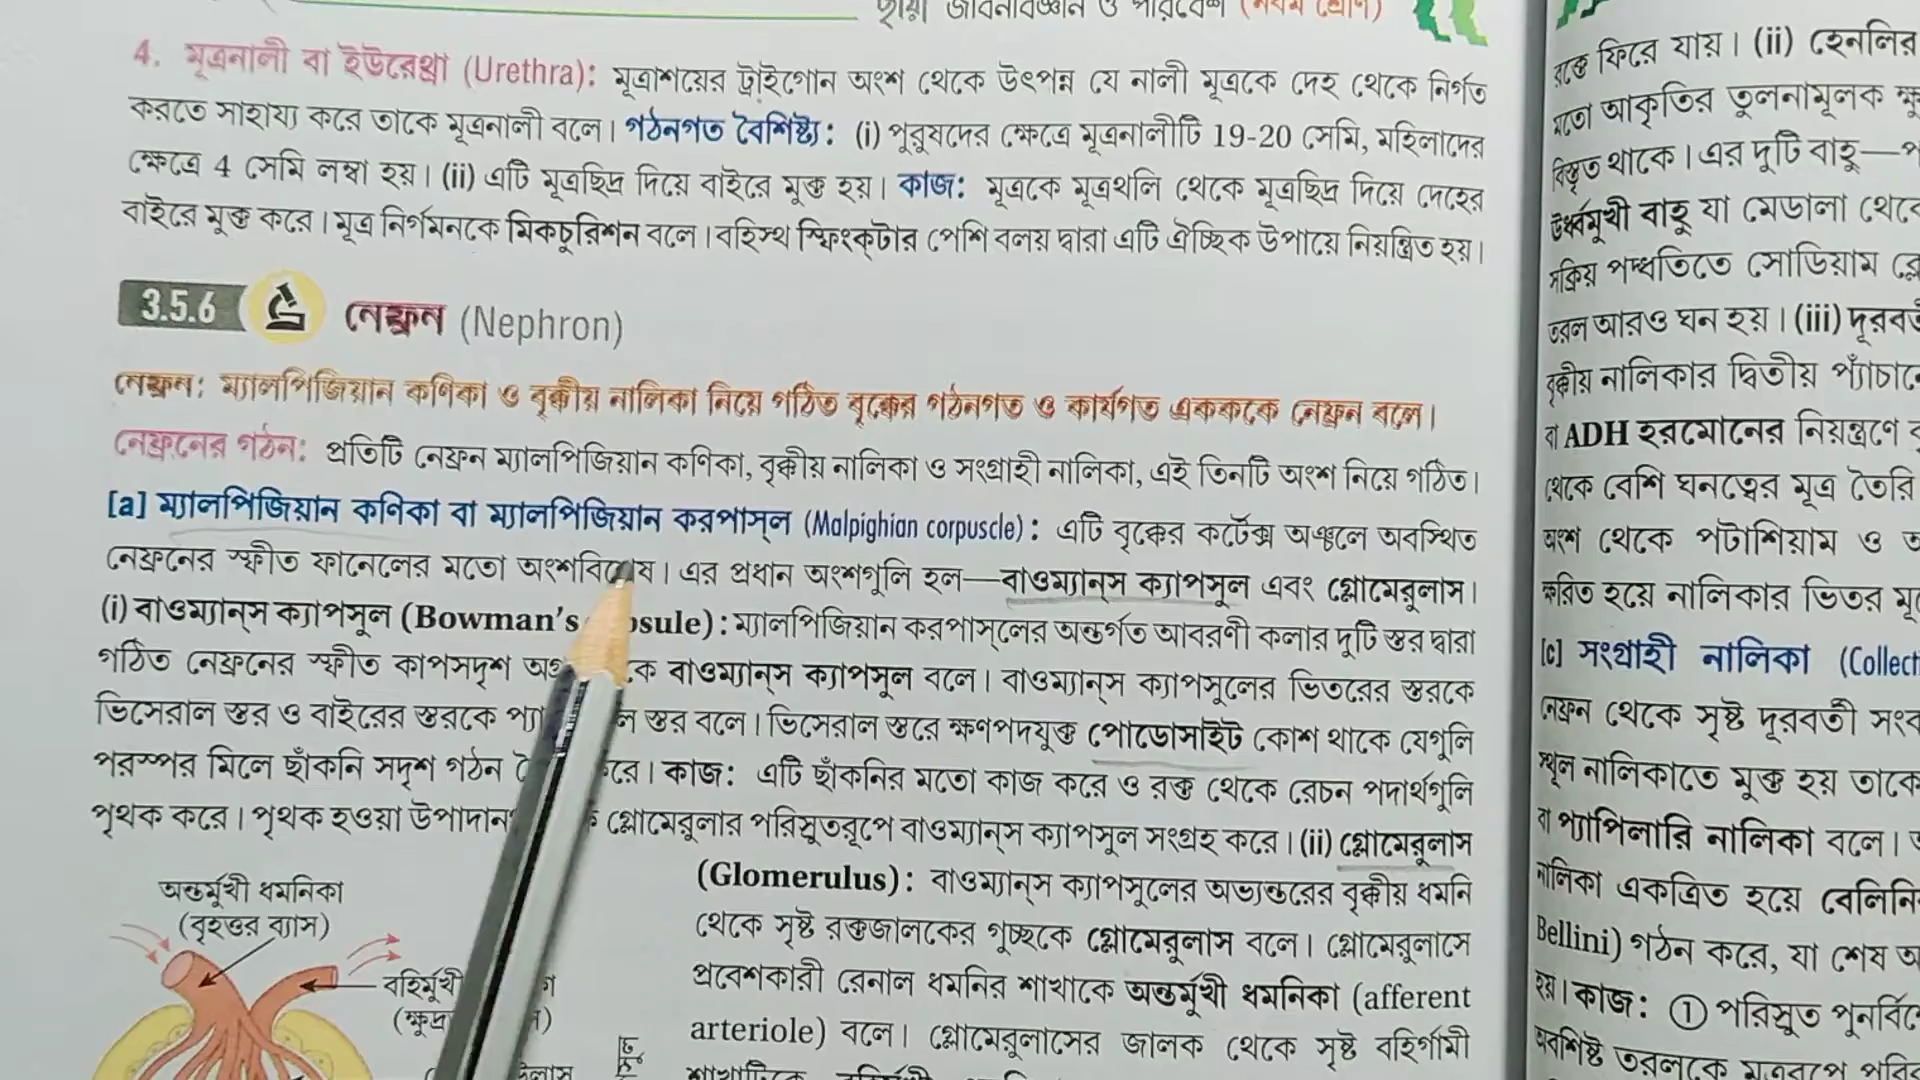 ছায়া জীবনবিজ্ঞান ও পরিবেশ (নবম শ্রেণি)
4. মূত্রনালী বা ইউরেথ্রা (Urethra): মূত্রাশয়ের ট্রাইগোন অংশ থেকে উৎপন্ন যে নালী মূত্রকে দেহ থেকে নির্গত
করতে সাহায্য করে তাকে মূত্রনালী বলে। গঠনগত বৈশিষ্ট্য: (i) পুরুষদের ক্ষেত্রে মূত্রনালীটি 19-20 সেমি, মহিলাদের
ক্ষেত্রে 4 সেমি লম্বা হয়। (ii) এটি মূত্রছিদ্র দিয়ে বাইরে মুক্ত হয়। কাজ: মূত্রকে মূত্রথলি থেকে মূত্রছিদ্র দিয়ে দেহের
বাইরে মুক্ত করে। মূত্র নির্গমনকে মিকচুরিশন বলে। বহিস্থ স্ফিংক্‌টার পেশি বলয় দ্বারা এটি ঐচ্ছিক উপায়ে নিয়ন্ত্রিত হয়।
3.5.6 নেফ্রন (Nephron)
নেফ্রন: ম্যালপিজিয়ান কণিকা ও বৃক্কীয় নালিকা নিয়ে গঠিত বৃক্কের গঠনগত ও কার্যগত একককে নেফ্রন বলে।
নেফ্রনের গঠন: প্রতিটি নেফ্রন ম্যালপিজিয়ান কণিকা, বৃক্কীয় নালিকা ও সংগ্রাহী নালিকা, এই তিনটি অংশ নিয়ে গঠিত।
[a] ম্যালপিজিয়ান কণিকা বা ম্যালপিজিয়ান করপাস্‌ল (Malpighian corpuscle) : এটি বৃক্কের কর্টেক্স অঞ্চলে অবস্থিত
নেফ্রনের স্ফীত ফানেলের মতো অংশবিশেষ। এর প্রধান অংশগুলি হল—বাওম্যান্‌স ক্যাপসুল এবং গ্লোমেরুলাস।
(i) বাওম্যান্‌স ক্যাপসুল (Bowman's : ম্যালপিজিয়ান করপাস্‌লের অন্তর্গত আবরণী কলার দুটি স্তর দ্বারা
গঠিত নেফ্রনের স্ফীত কাপসদৃশ বাওম্যান্‌স ক্যাপসুল বলে। বাওম্যান্‌স ক্যাপসুলের ভিতরের স্তরকে
ভিসেরাল স্তর ও বাইরের স্তরকে স্তর বলে। ভিসেরাল স্তরে ক্ষণপদযুক্ত পোডোসাইট কোশ থাকে যেগুলি
পরস্পর মিলে ছাঁকনি সদৃশ গঠন কাজ: এটি ছাঁকনির মতো কাজ করে ও রক্ত থেকে রেচন পদার্থগুলি
পৃথক করে। পৃথক হওয়া গ্লোমেরুলার পরিস্রুতরূপে বাওম্যান্‌স ক্যাপসুল সংগ্রহ করে। (ii) গ্লোমেরুলাস
(Glomerulus): বাওম্যান্‌স ক্যাপসুলের অভ্যন্তরের বৃক্কীয় ধমনি
থেকে সৃষ্ট রক্তজালকের গুচ্ছকে গ্লোমেরুলাস বলে। গ্লোমেরুলাসে
প্রবেশকারী রেনাল ধমনির শাখাকে অন্তর্মুখী ধমনিকা (afferent
arteriole) বলে। গ্লোমেরুলাসের জালক থেকে সৃষ্ট বহির্গামী
অন্তর্মুখী ধমনিকা
(বৃহত্তর ব্যাস)
রক্তে ফিরে যায়। (ii) হেনলির
মতো আকৃতির তুলনামূলক
বিস্তৃত থাকে। এর দুটি বাহু—
ঊর্ধ্বমুখী বাহু যা মেডালা থেকে
সক্রিয় পদ্ধতিতে সোডিয়াম
তরল আরও ঘন হয়। (iii)
বৃক্কীয় নালিকার দ্বিতীয়
বা ADH হরমোনের নিয়ন্ত্রণে
থেকে বেশি ঘনত্বের মূত্র তৈরি
অংশ থেকে পটাশিয়াম ও
ক্ষরিত হয়ে নালিকার ভিতর
[c] সংগ্রাহী নালিকা
নেফ্রন থেকে সৃষ্ট দূরবর্তী
স্থূল নালিকাতে মুক্ত হয় তাকে
বা প্যাপিলারি নালিকা বলে।
নালিকা একত্রিত হয়ে
Bellini) গঠন করে, যা শেষ
হয়। কাজ: ① পরিস্রুত
অবশিষ্ট তরলকে মূত্ররূপে